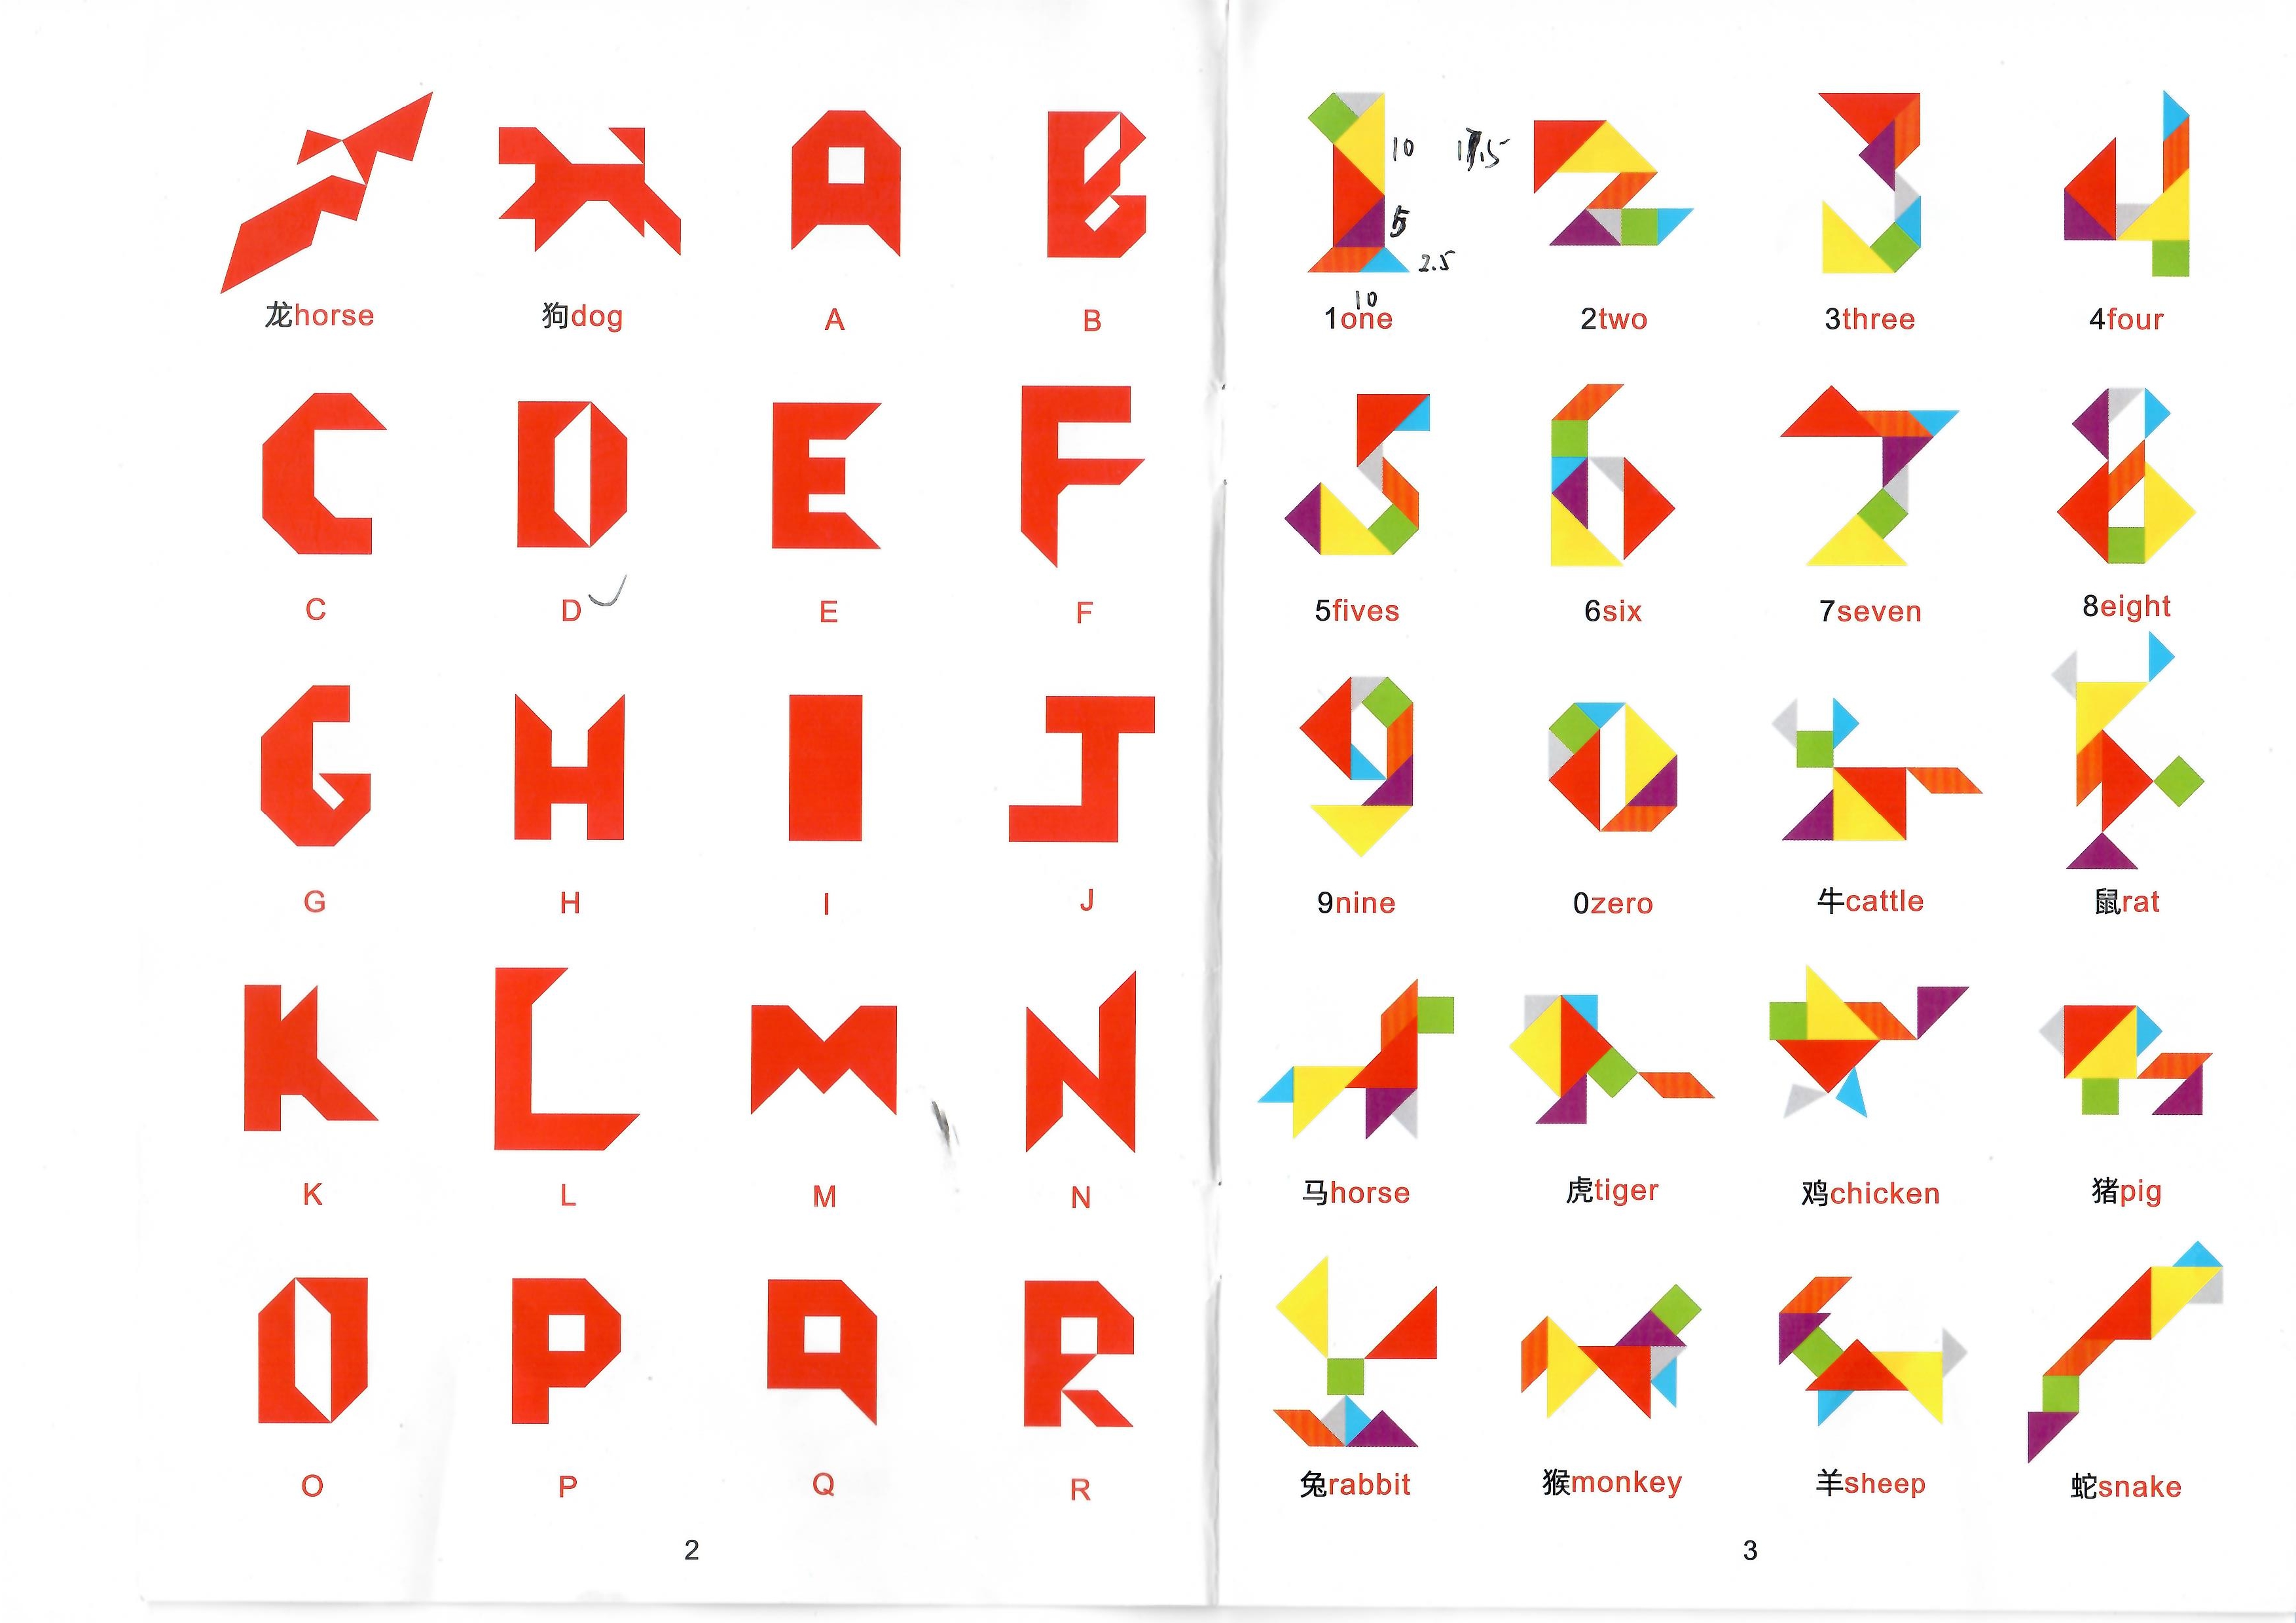 龙horse 狗dog A B
C D E F
G H I J
K L M N
O P Q R
2
10 17.5
5
2.5
10
1one 2two 3three 4four
5fives 6six 7seven 8eight
9nine 0zero 牛cattle 鼠rat
马horse 虎tiger 鸡chicken 猪pig
兔rabbit 猴monkey 羊sheep 蛇snake
3